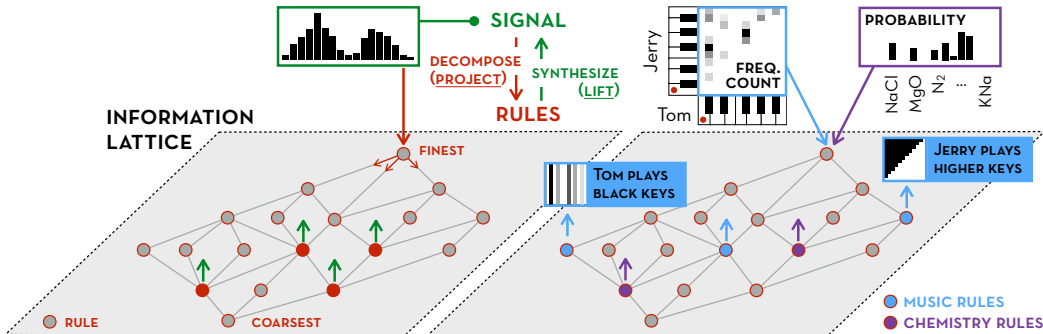 SIGNAL
DECOMPOSE
(PROJECT)
SYNTHESIZE
(LIFT)
RULES
INFORMATION
LATTICE
FINEST
RULE
COARSEST
Jerry
FREQ.
COUNT
Tom
PROBABILITY
NaCl
MgO
N2
...
KNa
TOM PLAYS
BLACK KEYS
JERRY PLAYS
HIGHER KEYS
MUSIC RULES
CHEMISTRY RULES